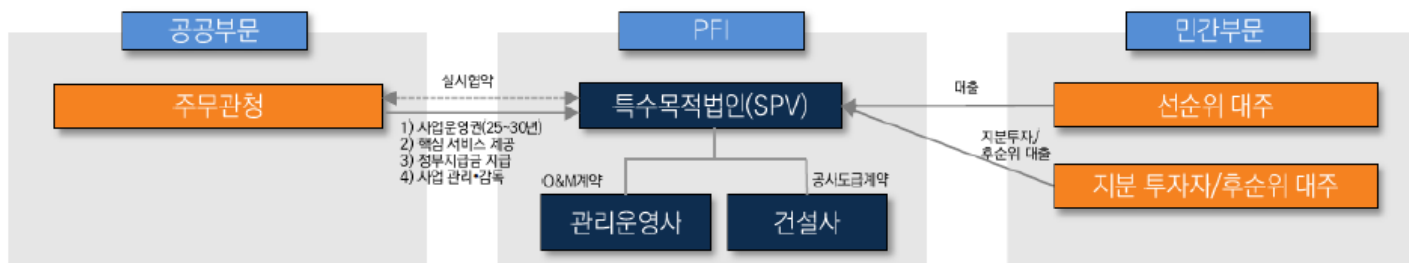 공공부문
PFI
민간부문
주무관청
실시협약
특수목적법인(SPV)
대출
선순위 대주
1) 사업운영권(25~30년)
2) 핵심 서비스 제공
3) 정부지급금 지급
4) 사업 관리•감독
지분투자/
후순위 대출
지분 투자자/후순위 대주
O&M계약
공사도급계약
관리운영사
건설사